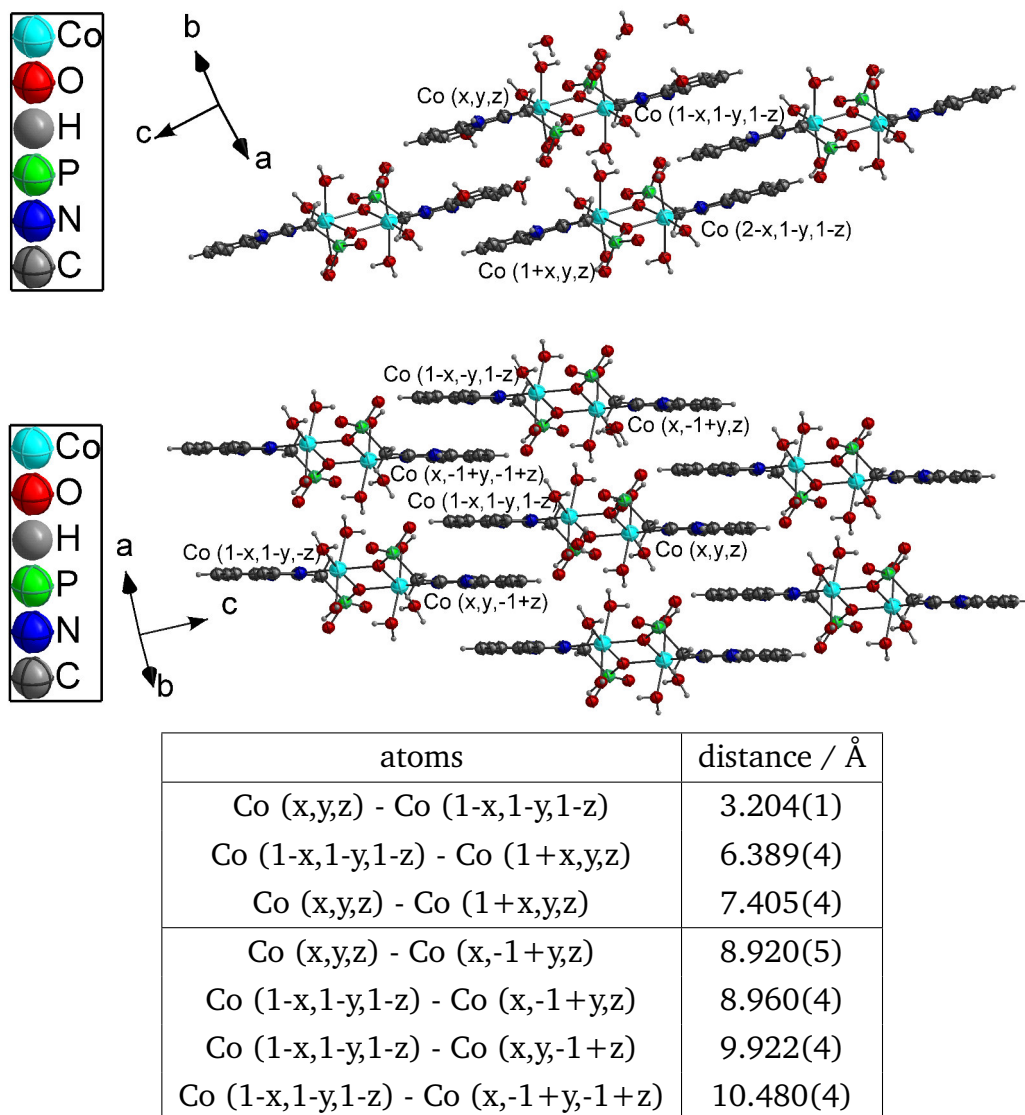 Co
O
H
P
N
C
b
c
a
Co (x,y,z)
Co (1-x,1-y,1-z)
Co (2-x,1-y,1-z)
Co (1+x,y,z)
Co
O
H
P
N
C
a
c
b
Co (1-x,-y,1-z)
Co (x,-1+y,z)
Co (x,-1+y,-1+z)
Co (1-x,1-y,1-z)
Co (x,y,z)
Co (1-x,1-y,-z)
Co (x,y,-1+z)
atoms distance / Å
Co (x,y,z) - Co (1-x,1-y,1-z) 3.204(1)
Co (1-x,1-y,1-z) - Co (1+x,y,z) 6.389(4)
Co (x,y,z) - Co (1+x,y,z) 7.405(4)
Co (x,y,z) - Co (x,-1+y,z) 8.920(5)
Co (1-x,1-y,1-z) - Co (x,-1+y,z) 8.960(4)
Co (1-x,1-y,1-z) - Co (x,y,-1+z) 9.922(4)
Co (1-x,1-y,1-z) - Co (x,-1+y,-1+z) 10.480(4)